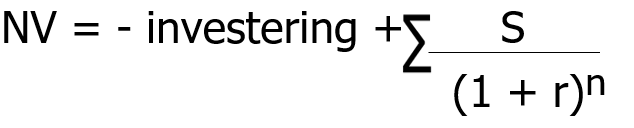 NV = - investering + ∑ S
(1 + r)n